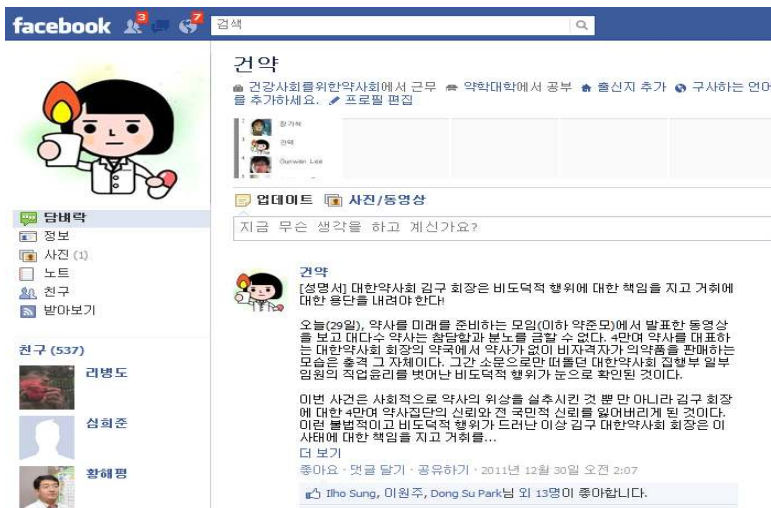 facebook 3 7 검색
건약
건강사회를위한약사회에서 근무 약학대학에서 공부 출신지 추가 구사하는 언어
를 추가하세요. 프로필 편집
건약
Gunwan Lee
업데이트 사진/동영상
지금 무슨 생각을 하고 계신가요?
담벼락
정보
사진 (1)
노트
친구
받아보기
친구 (537)
리병도
심희준
황해평
건약
[성명서] 대한약사회 김구 회장은 비도덕적 행위에 대한 책임을 지고 거취에
대한 용단을 내려야 한다!
오늘(29일), 약사를 미래를 준비하는 모임(이하 약준모)에서 발표한 동영상
을 보고 대다수 약사는 참담함과 분노를 금할 수 없다. 4만여 약사를 대표하
는 대한약사회 회장의 약국에서 약사가 없이 비자격자가 의약품을 판매하는
모습은 충격 그 자체이다. 그간 소문으로만 떠돌던 대한약사회 집행부 일부
임원의 직업윤리를 벗어난 비도덕적 행위가 눈으로 확인된 것이다.
이번 사건은 사회적으로 약사의 위상을 실추시킨 것 뿐 만 아니라 김구 회장
에 대한 4만여 약사집단의 신뢰와 전 국민적 신뢰를 잃어버리게 된 것이다.
이런 불법적이고 비도덕적 행위가 드러난 이상 김구 대한약사회 회장은 이
사태에 대한 책임을 지고 거취를...
더 보기
좋아요 · 댓글 달기 · 공유하기 · 2011년 12월 30일 오전 2:07
Ilho Sung, 이원주, Dong Su Park님 외 13명이 좋아합니다.